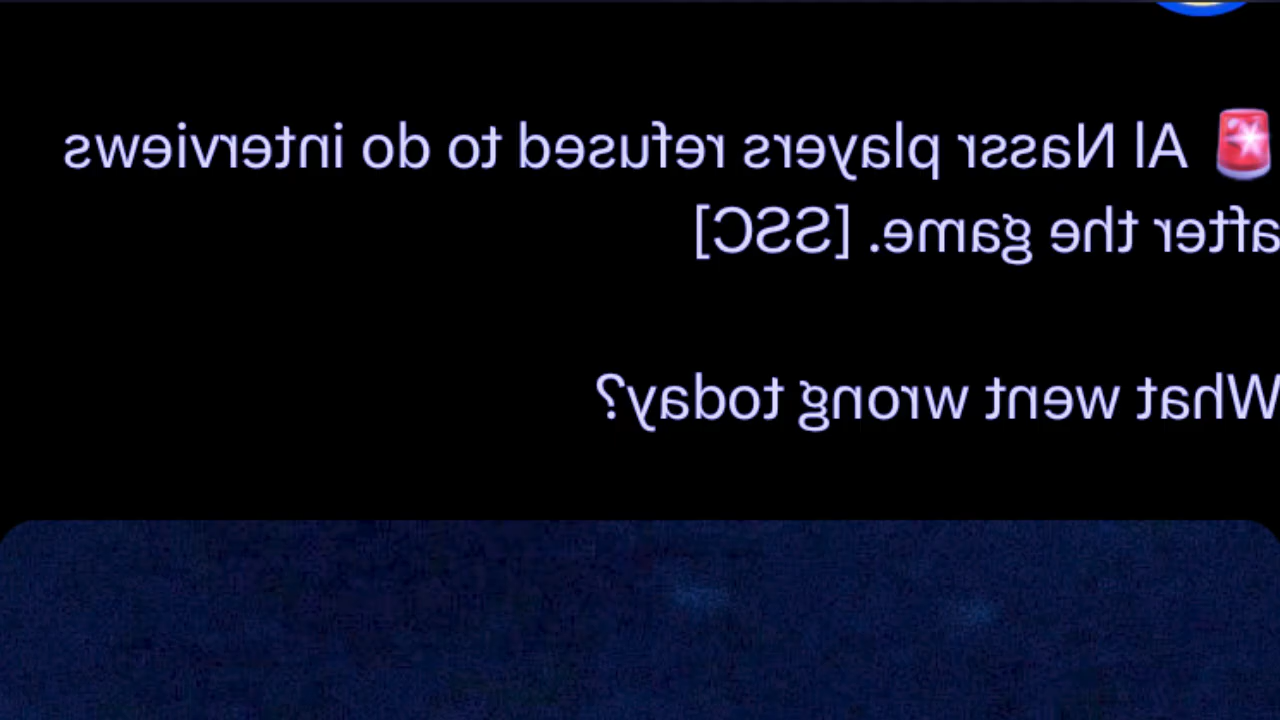 🚨 Al Nassr players refused to do interviews
after the game. [SSC]
What went wrong today?